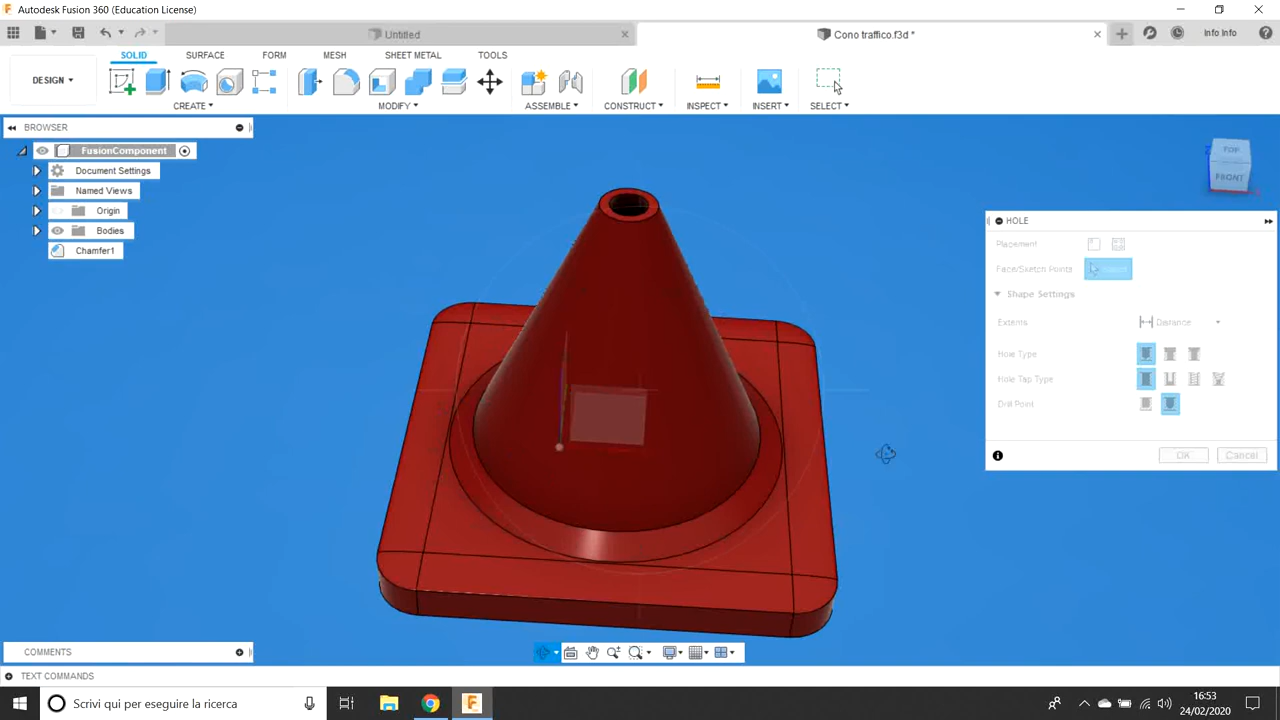 Autodesk Fusion 360 (Education License)
Untitled
Cono traffico.f3d *
Info Info
SOLID SURFACE FORM MESH SHEET METAL TOOLS
DESIGN
CREATE MODIFY ASSEMBLE CONSTRUCT INSPECT INSERT SELECT
BROWSER
FusionComponent
Document Settings
Named Views
Origin
Bodies
Chamfer1
TOP
FRONT
HOLE
Placement
Face/Sketch Points
Shape Settings
Extents Distance
Hole Type
Hole Tap Type
Drill Point
OK Cancel
COMMENTS
TEXT COMMANDS
Scrivi qui per eseguire la ricerca
16:53
24/02/2020